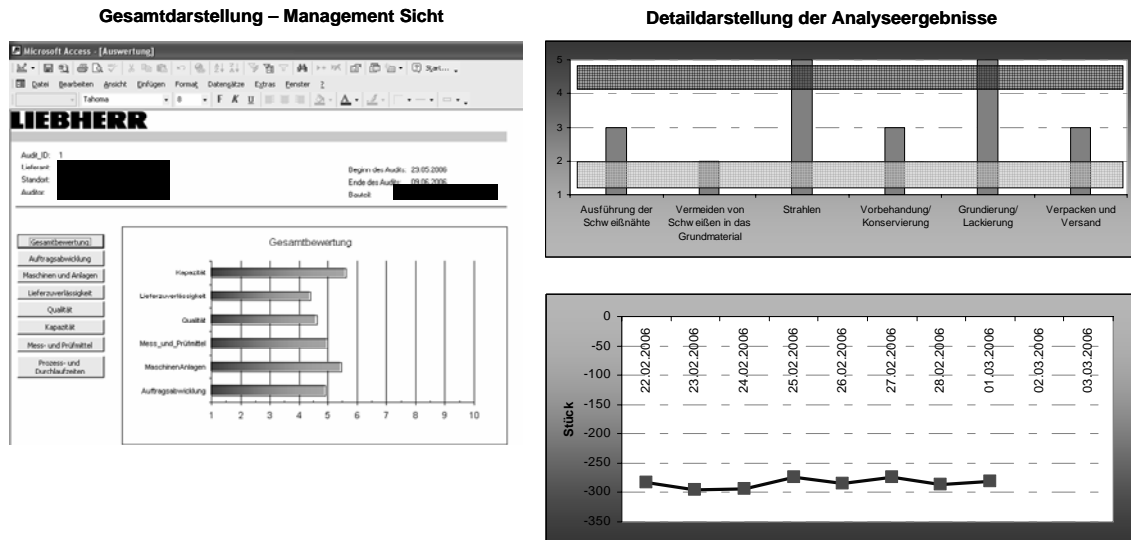 Gesamtdarstellung – Management Sicht
Microsoft Access - [Auswertung]
Datei Bearbeiten Ansicht Einfügen Format Datensätze Extras Fenster ?
Tahoma 8 F K U
LIEBHERR
Audit_ID: 1
Lieferant:
Standort:
Auditor:
Beginn des Audits: 23.05.2006
Ende des Audits: 09.06.2006
Bauteil:
Gesamtbewertung
Auftragsabwicklung
Maschinen und Anlagen
Lieferzuverlässigkeit
Qualität
Kapazität
Mess- und Prüfmittel
Prozess- und
Durchlaufzeiten
Gesamtbewertung
Kapazität
Lieferzuverlässigkeit
Qualität
Mess_und_Prüfmittel
MaschinenAnlagen
Auftragsabwicklung
1 2 3 4 5 6 7 8 9 10
Detaildarstellung der Analyseergebnisse
5
4
3
2
1
Ausführung der
Schweißnähte
Vermeiden von
Schweißen in das
Grundmaterial
Strahlen
Vorbehandlung/
Konservierung
Grundierung/
Lackierung
Verpacken und
Versand
Stück
0
-50
-100
-150
-200
-250
-300
-350
22.02.2006
23.02.2006
24.02.2006
25.02.2006
26.02.2006
27.02.2006
28.02.2006
01.03.2006
02.03.2006
03.03.2006